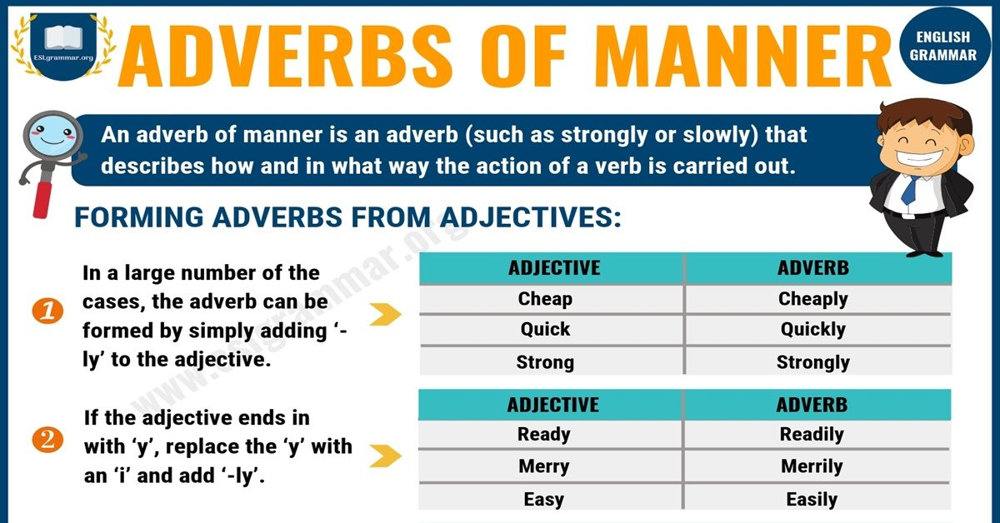 ESLgrammar.org
ADVERBS OF MANNER
ENGLISH
GRAMMAR
An adverb of manner is an adverb (such as strongly or slowly) that
describes how and in what way the action of a verb is carried out.
FORMING ADVERBS FROM ADJECTIVES:
1
In a large number of the
cases, the adverb can be
formed by simply adding ‘-
ly’ to the adjective.
ADJECTIVE ADVERB
Cheap Cheaply
Quick Quickly
Strong Strongly
2
If the adjective ends in
with ‘y’, replace the ‘y’ with
an ‘i’ and add ‘-ly’.
ADJECTIVE ADVERB
Ready Readily
Merry Merrily
Easy Easily
www.eslgrammar.org